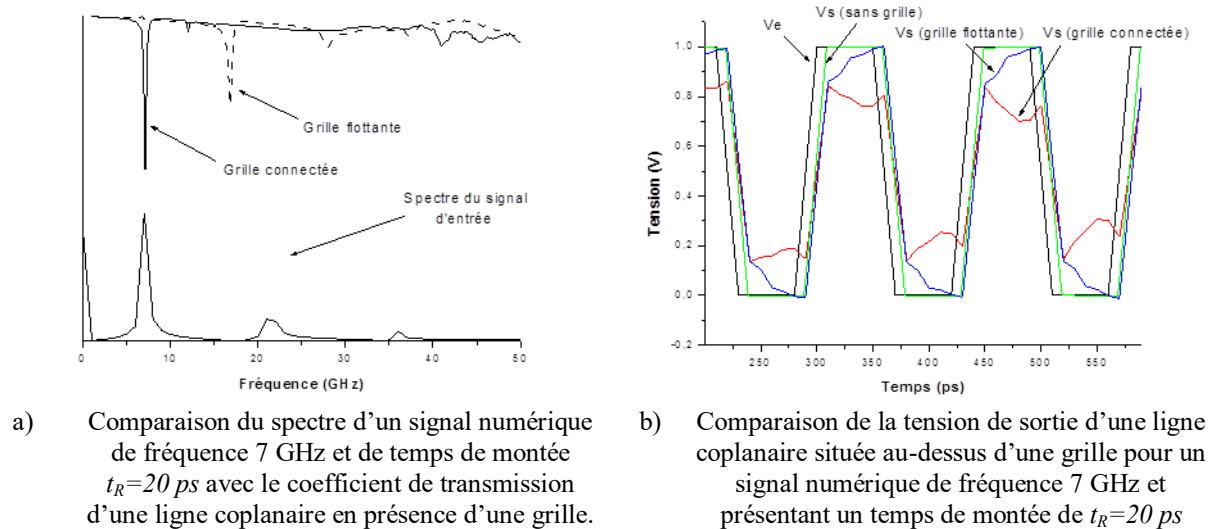 Grille flottante
Grille connectée
Spectre du signal
d'entrée
0 10 20 30 40 50
Fréquence (GHz)
Ve
Vs (sans grille)
Vs (grille flottante)
Vs (grille connectée)
1.0
0.8
0.6
0.4
0.2
0.0
-0.2
Tension (V)
250 300 350 400 450 500 550
Temps (ps)
a) Comparaison du spectre d'un signal numérique
de fréquence 7 GHz et de temps de montée
tR=20 ps avec le coefficient de transmission
d'une ligne coplanaire en présence d'une grille.
b) Comparaison de la tension de sortie d'une ligne
coplanaire située au-dessus d'une grille pour un
signal numérique de fréquence 7 GHz et
présentant un temps de montée de tR=20 ps